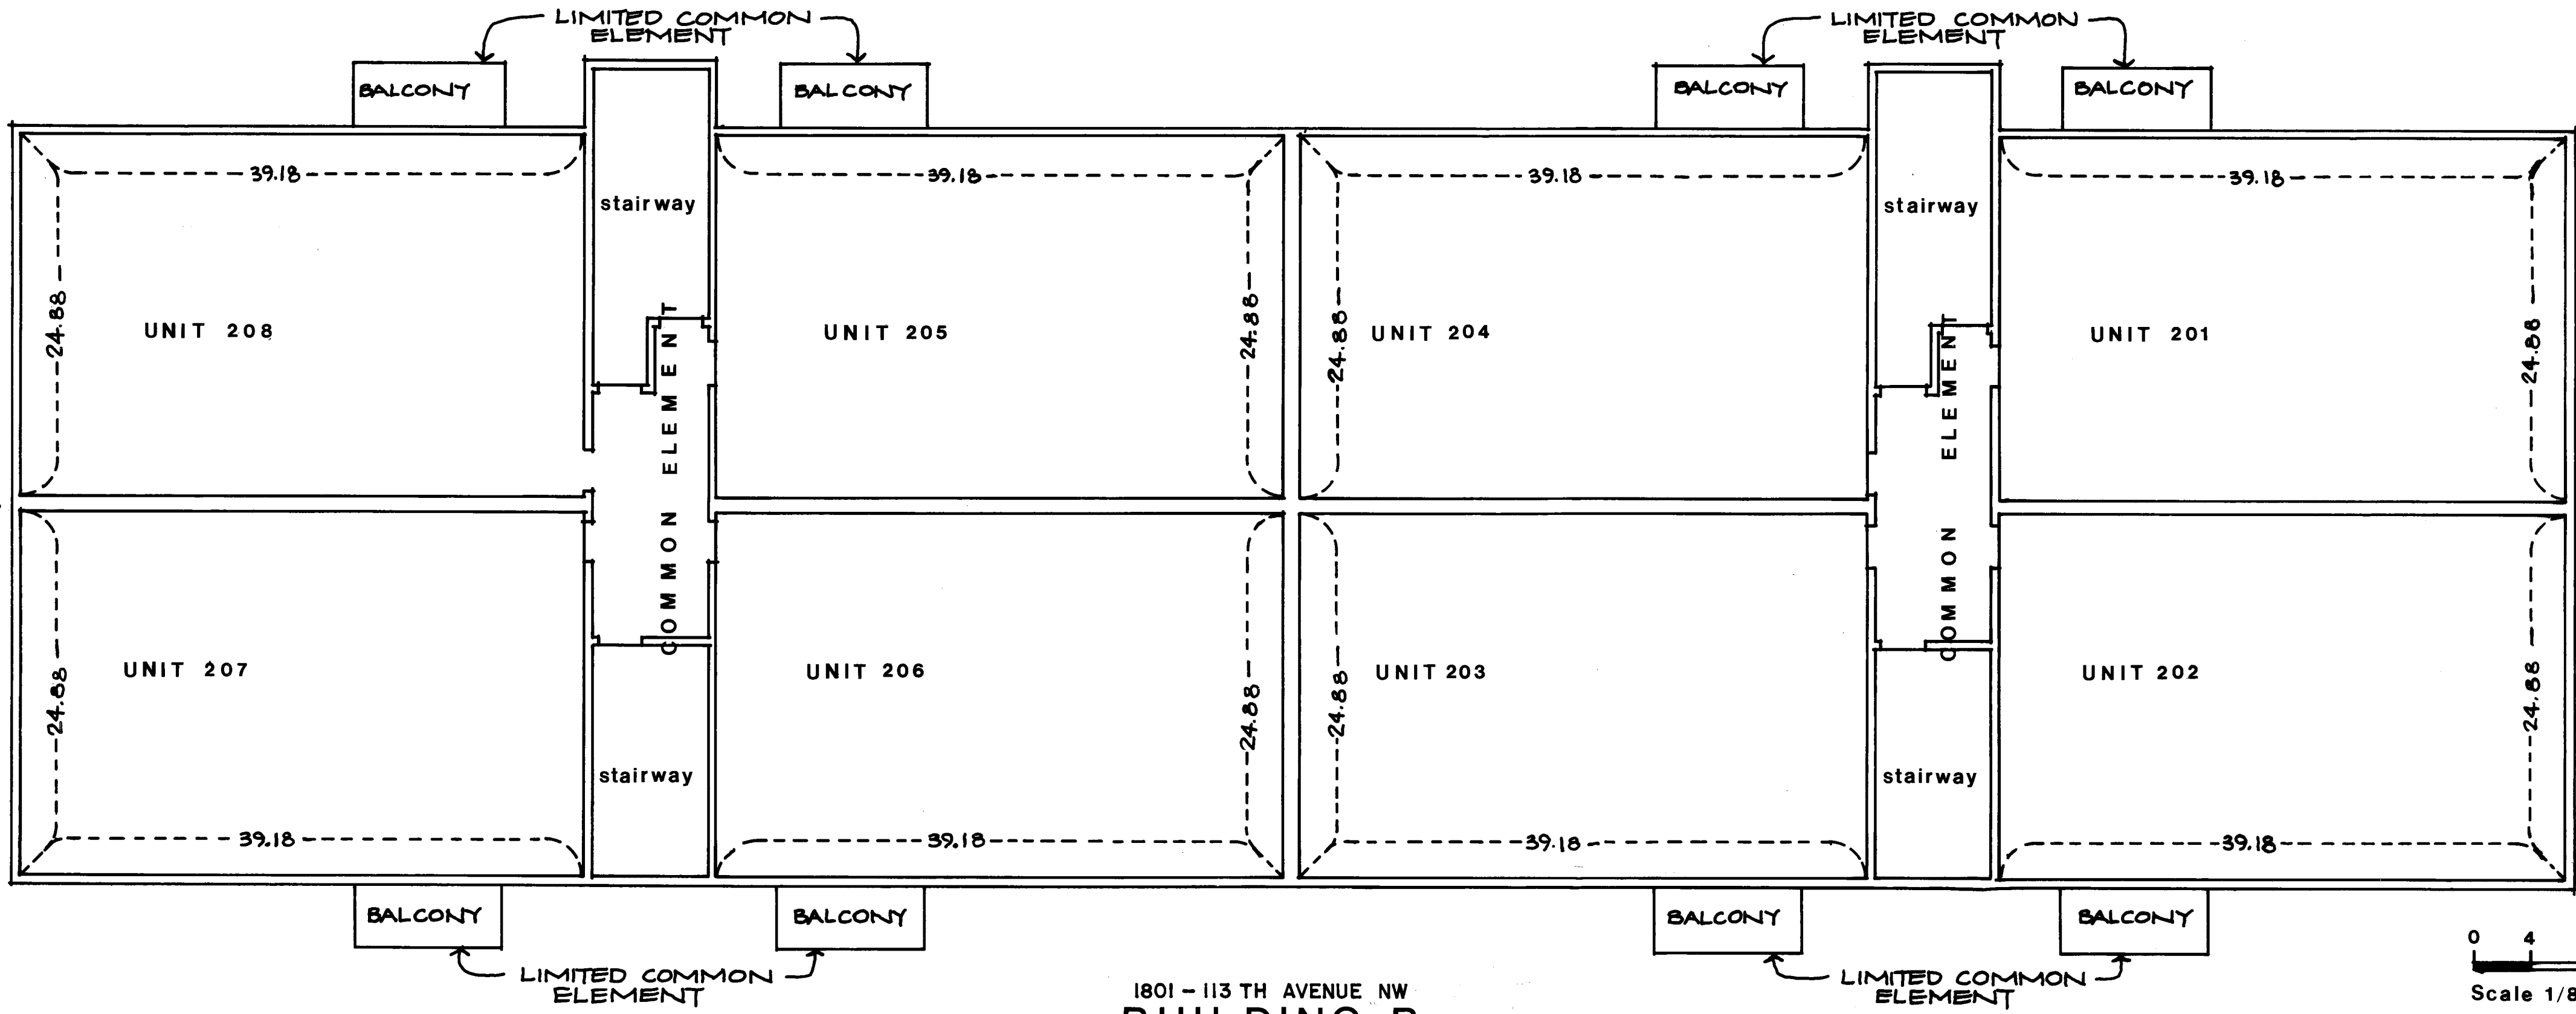 LIMITED COMMON
ELEMENT
LIMITED COMMON
ELEMENT
BALCONY
BALCONY
BALCONY
BALCONY
39.18
39.18
39.18
39.18
stairway
stairway
24.88
24.88
24.88
24.88
UNIT 208
UNIT 205
UNIT 204
UNIT 201
COMMON ELEMENT
COMMON ELEMENT
UNIT 207
UNIT 206
UNIT 203
UNIT 202
24.88
24.88
24.88
24.88
stairway
stairway
39.18
39.18
39.18
39.18
BALCONY
BALCONY
BALCONY
BALCONY
LIMITED COMMON
ELEMENT
LIMITED COMMON
ELEMENT
0 4
Scale 1/8
1801 - 113 TH AVENUE NW